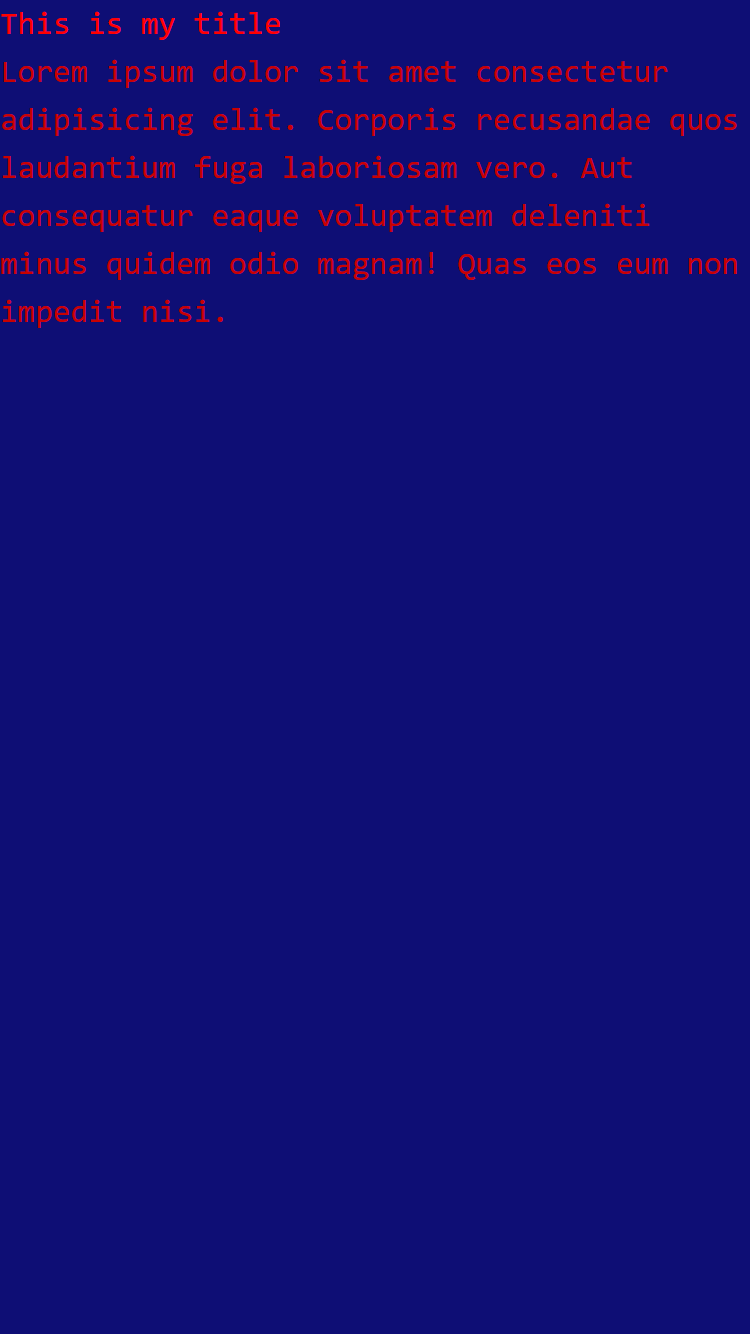 This is my title
Lorem ipsum dolor sit amet consectetur
adipisicing elit. Corporis recusandae quos
laudantium fuga laboriosam vero. Aut
consequatur eaque voluptatem deleniti
minus quidem odio magnam! Quas eos eum non
impedit nisi.